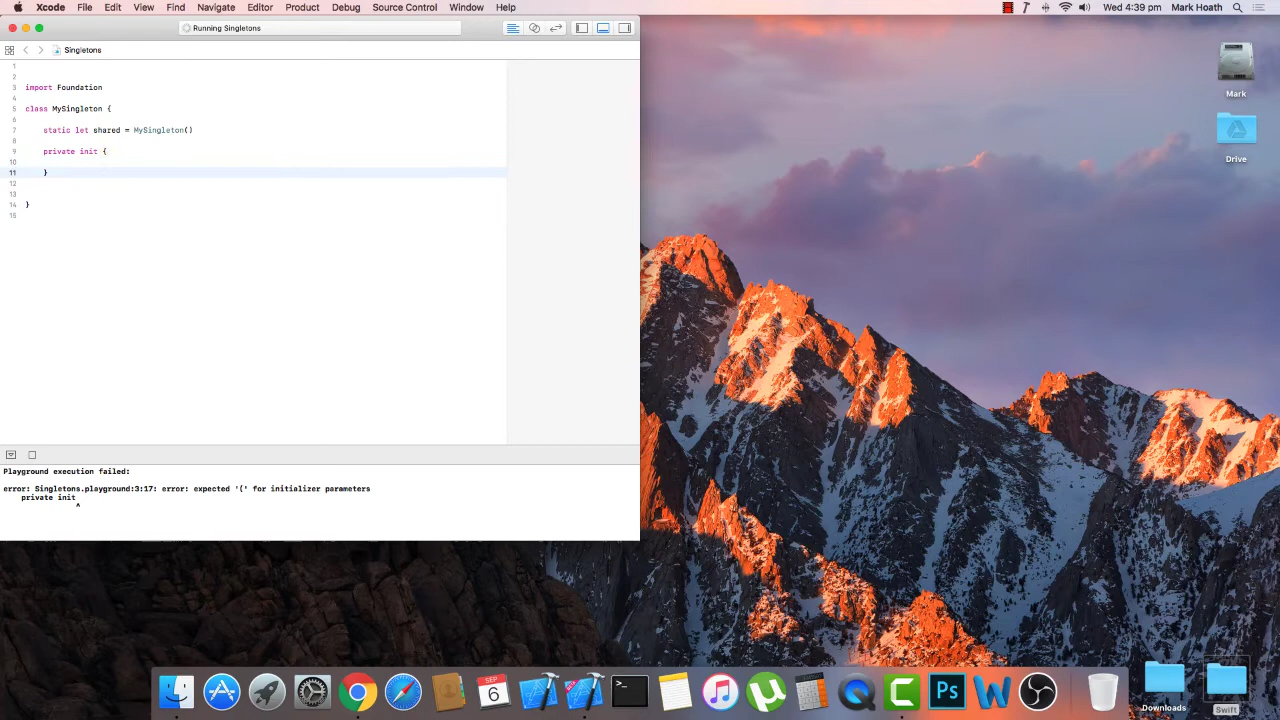 Xcode File Edit View Find Navigate Editor Product Debug Source Control Window Help Wed 4:39 pm Mark Hoath
Running Singletons
Singletons
1
2
3 import Foundation
4
5 class MySingleton {
6
7 static let shared = MySingleton()
8
9 private init {
10
11 }
12
13
14 }
15
Playground execution failed:
error: Singletons.playground:3:17: error: expected '(' for initializer parameters
private init
^
Mark
Drive
SEP
6
>_
Ps
W
Downloads
Swift